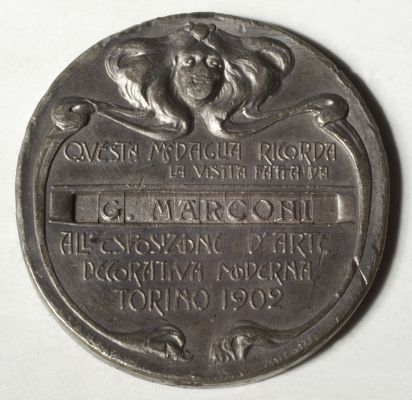 QVESTA MEDAGLIA RICORDA
LA VISITA FATTA DA
G. MARCONI
ALL' ESPOSIZIONE D'ARTE
DECORATIVA MODERNA
TORINO 1902